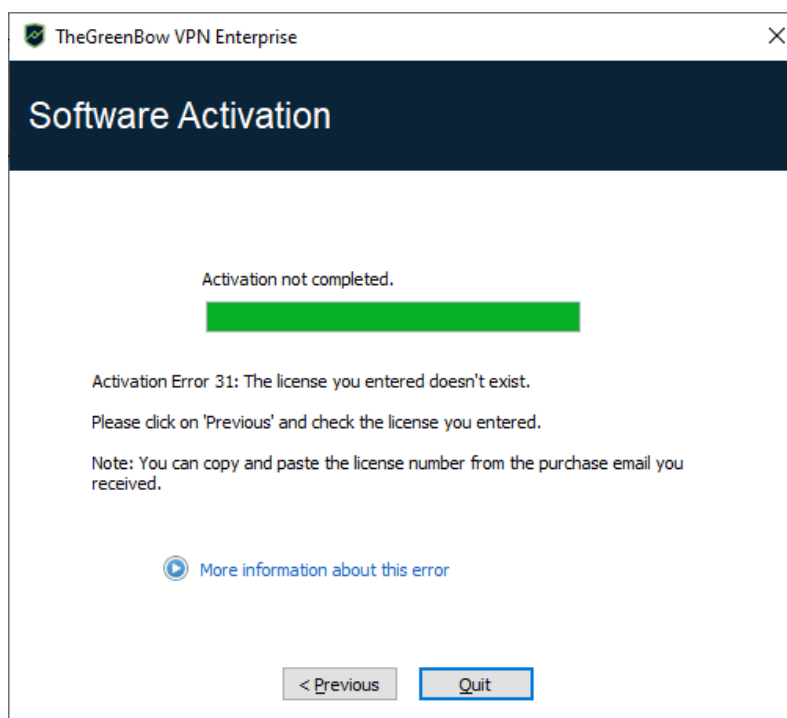 TheGreenBow VPN Enterprise
Software Activation
Activation not completed.
Activation Error 31: The license you entered doesn't exist.
Please click on 'Previous' and check the license you entered.
Note: You can copy and paste the license number from the purchase email you
received.
More information about this error
< Previous
Quit